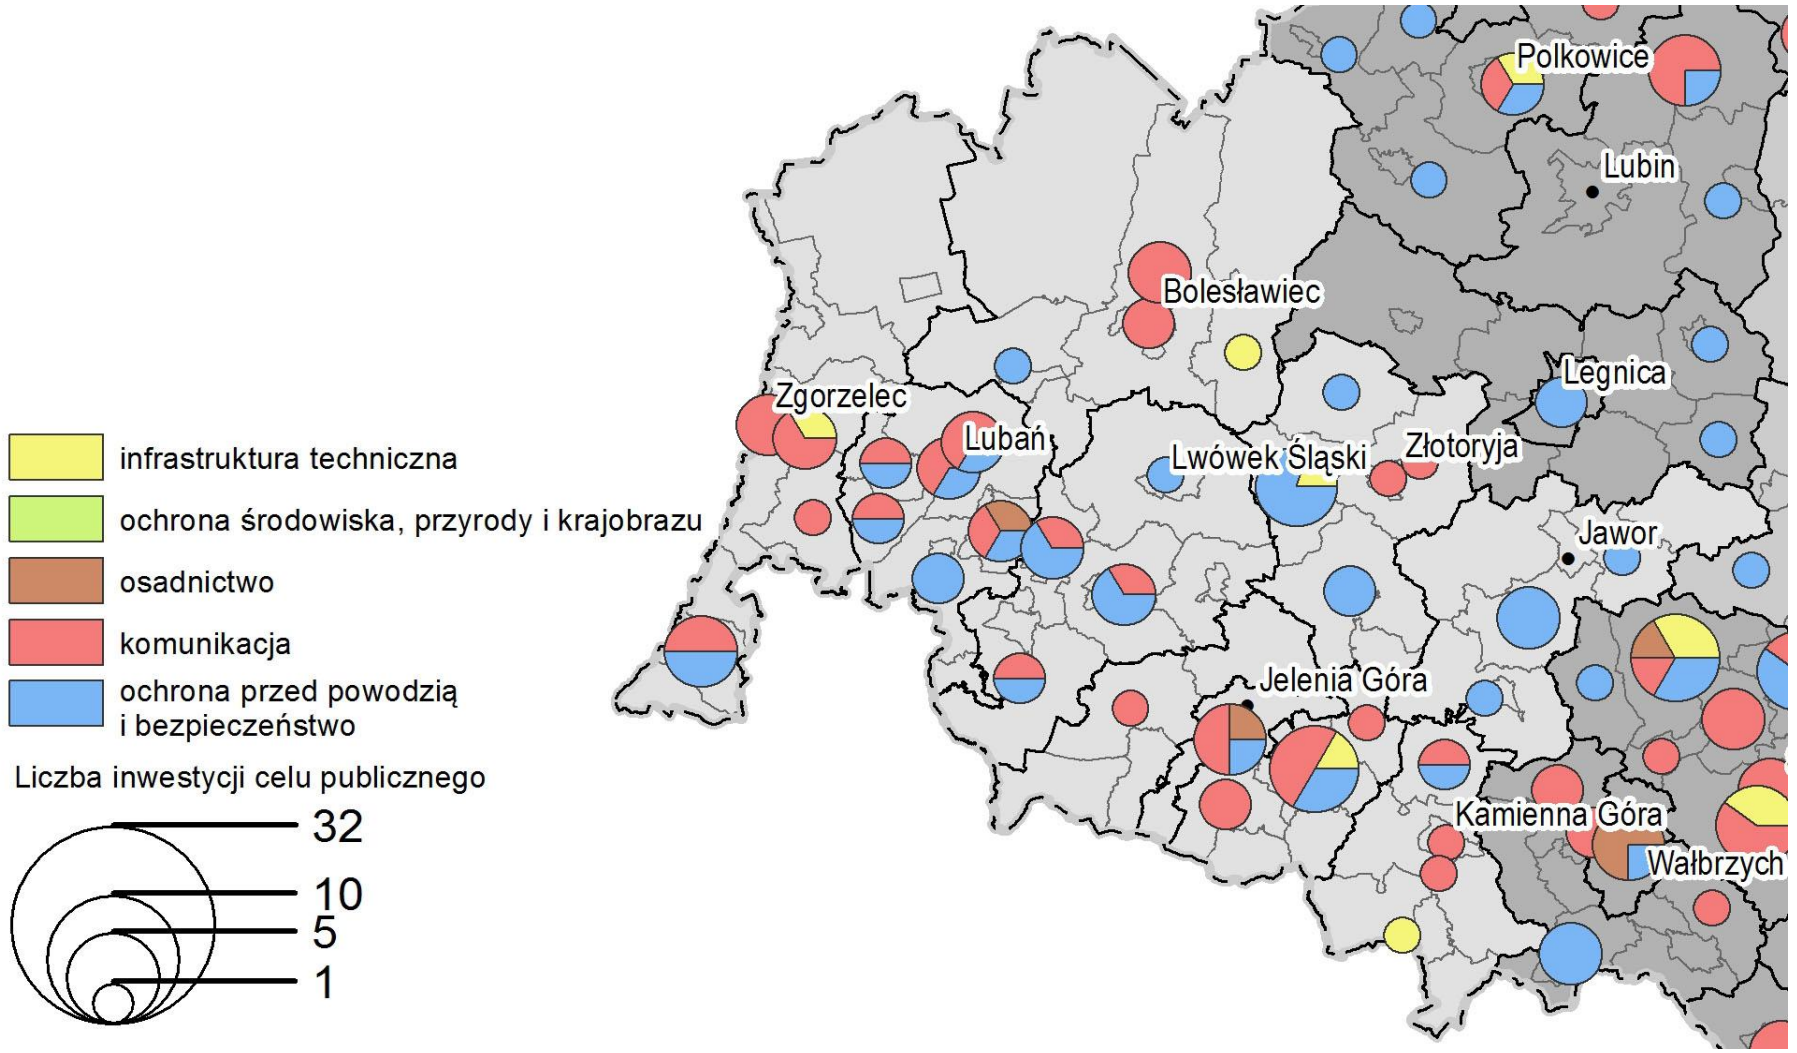 Polkowice
Lubin
Bolesławiec
Legnica
Zgorzelec
Lubań
Lwówek Śląski
Złotoryja
Jawor
Jelenia Góra
Kamienna Góra
Wałbrzych
infrastruktura techniczna
ochrona środowiska, przyrody i krajobrazu
osadnictwo
komunikacja
ochrona przed powodzią
i bezpieczeństwo
Liczba inwestycji celu publicznego
32
10
5
1